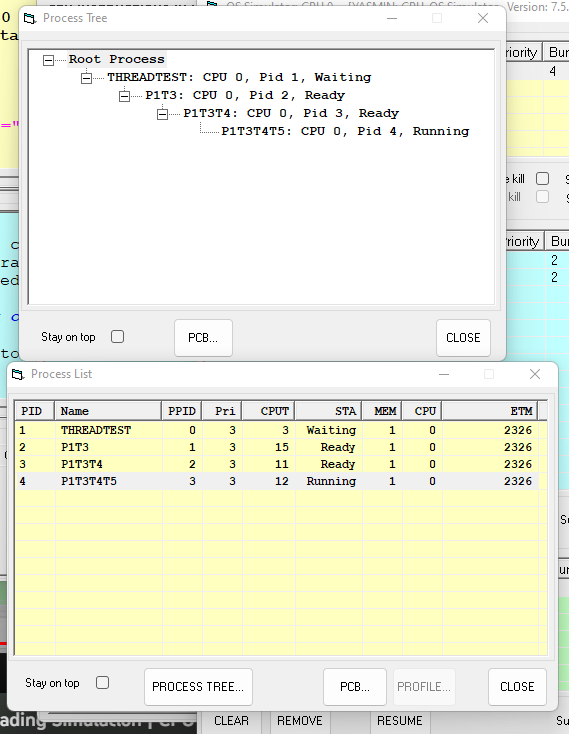 OS Simulator: CPU 0
Version: 7.5.
Process Tree
Root Process
THREADTEST: CPU 0, Pid 1, Waiting
P1T3: CPU 0, Pid 2, Ready
P1T3T4: CPU 0, Pid 3, Ready
P1T3T4T5: CPU 0, Pid 4, Running
Stay on top PCB... CLOSE
riority Bur
4
e kill
kill
riority Bur
2
2
0
ta
="
c
ra
ed
to
Process List
PID Name PPID Pri CPUT STA MEM CPU ETM
1 THREADTEST 0 3 3 Waiting 1 0 2326
2 P1T3 1 3 15 Ready 1 0 2326
3 P1T3T4 2 3 11 Ready 1 0 2326
4 P1T3T4T5 3 3 12 Running 1 0 2326
Stay on top PROCESS TREE... PCB... PROFILE... CLOSE
ading Simulation | CPU CLEAR REMOVE RESUME Su